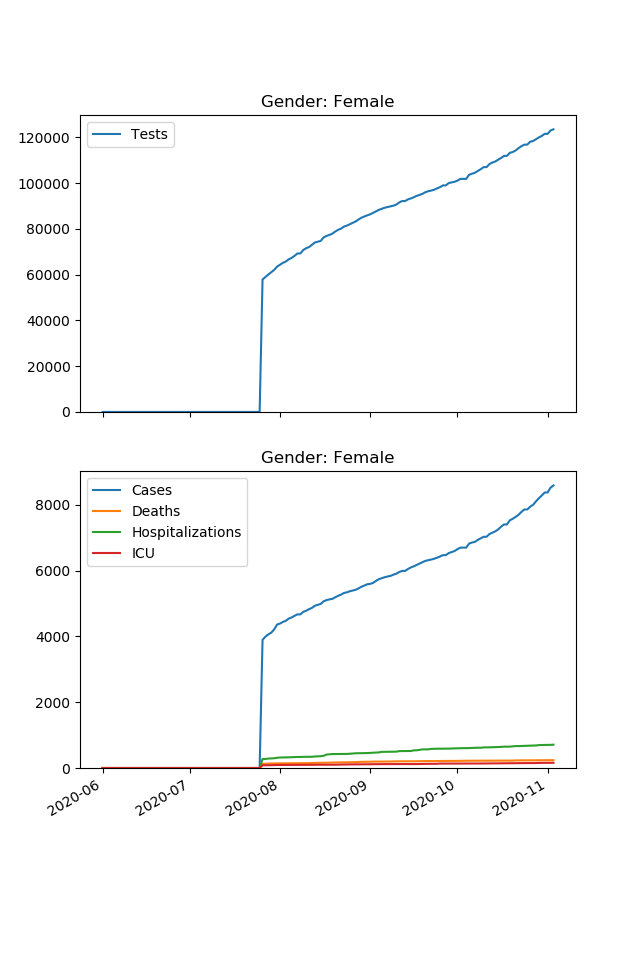 Gender: Female
Tests
120000
100000
80000
60000
40000
20000
0
Gender: Female
Cases
Deaths
Hospitalizations
ICU
8000
6000
4000
2000
0
2020-06 2020-07 2020-08 2020-09 2020-10 2020-11